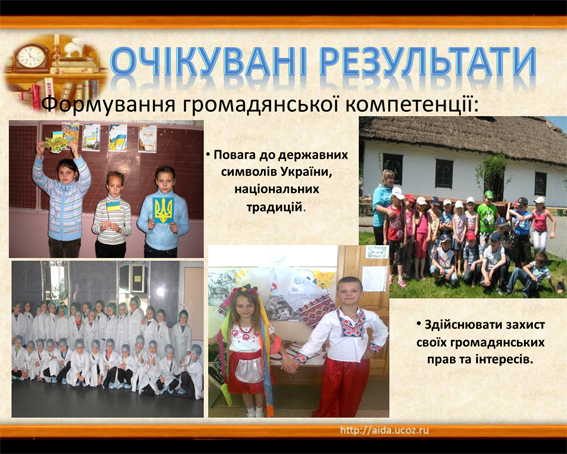 ОЧІКУВАНІ РЕЗУЛЬТАТИ
Формування громадянської компетенції:
• Повага до державних
символів України,
національних
традицій.
• Здійснювати захист
своїх громадянських
прав та інтересів.
http://aida.ucoz.ru